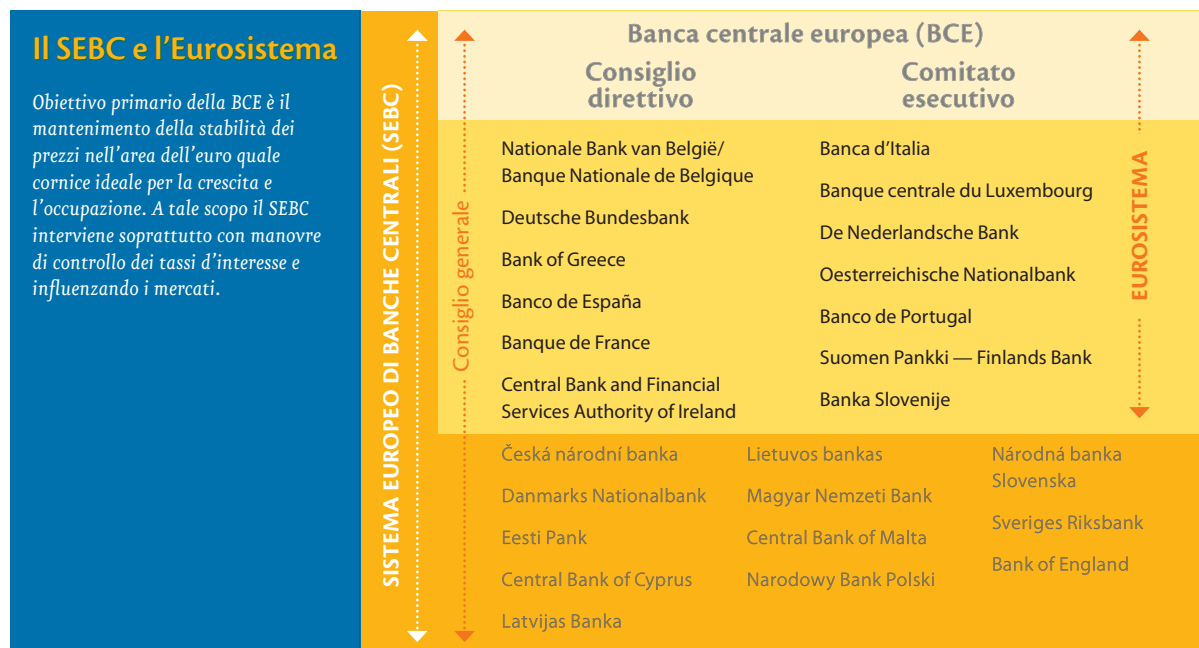 Il SEBC e l’Eurosistema
Obiettivo primario della BCE è il
mantenimento della stabilità dei
prezzi nell’area dell’euro quale
cornice ideale per la crescita e
l’occupazione. A tale scopo il SEBC
interviene soprattutto con manovre
di controllo dei tassi d’interesse e
influenzando i mercati.
SISTEMA EUROPEO DI BANCHE CENTRALI (SEBC)
Consiglio generale
Banca centrale europea (BCE)
Consiglio
direttivo
Comitato
esecutivo
Nationale Bank van België/
Banque Nationale de Belgique
Deutsche Bundesbank
Bank of Greece
Banco de España
Banque de France
Central Bank and Financial
Services Authority of Ireland
Banca d’Italia
Banque centrale du Luxembourg
De Nederlandsche Bank
Oesterreichische Nationalbank
Banco de Portugal
Suomen Pankki — Finlands Bank
Banka Slovenije
EUROSISTEMA
Česká národní banka
Danmarks Nationalbank
Eesti Pank
Central Bank of Cyprus
Latvijas Banka
Lietuvos bankas
Magyar Nemzeti Bank
Central Bank of Malta
Narodowy Bank Polski
Národná banka
Slovenska
Sveriges Riksbank
Bank of England